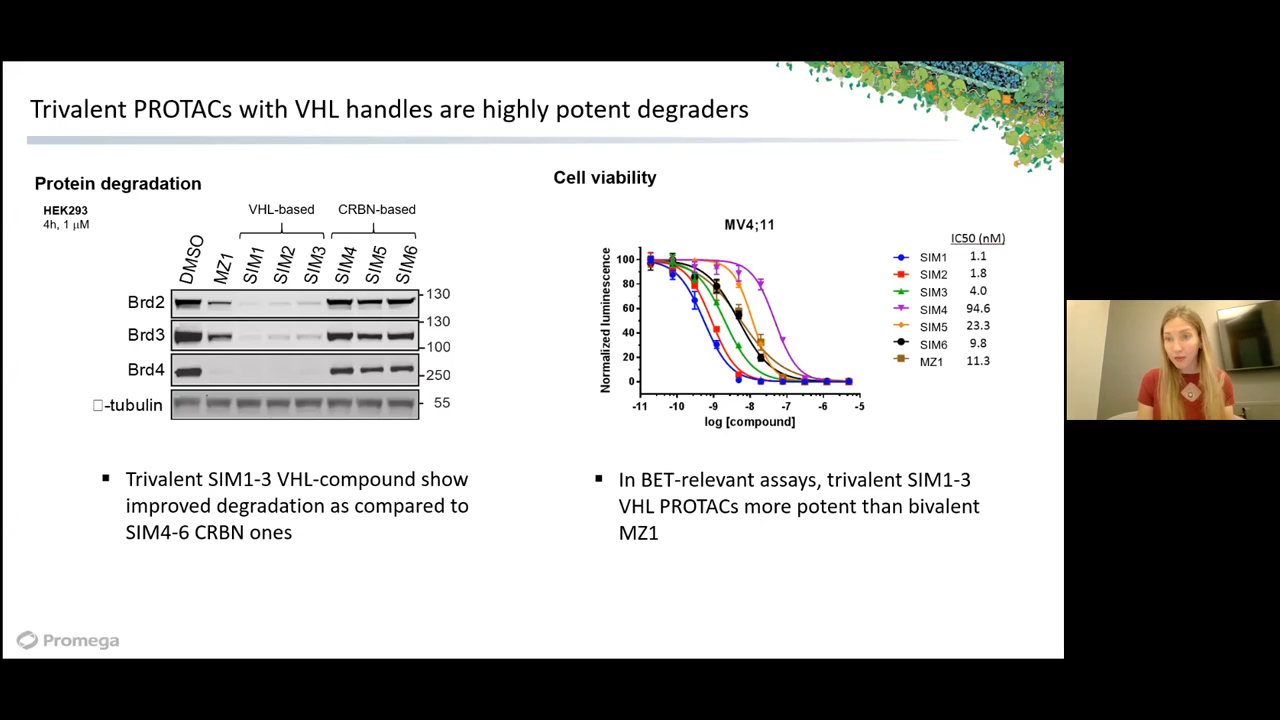 Trivalent PROTACs with VHL handles are highly potent degraders
Protein degradation
HEK293
4h, 1 µM
VHL-based
CRBN-based
DMSO
MZ1
SIM1
SIM2
SIM3
SIM4
SIM5
SIM6
Brd2
130
Brd3
130
100
Brd4
250
□-tubulin
55
Trivalent SIM1-3 VHL-compound show
improved degradation as compared to
SIM4-6 CRBN ones
Cell viability
MV4;11
Normalized luminescence
100
80
60
40
20
0
-11
-10
-9
-8
-7
-6
-5
log [compound]
IC50 (nM)
SIM1 1.1
SIM2 1.8
SIM3 4.0
SIM4 94.6
SIM5 23.3
SIM6 9.8
MZ1 11.3
In BET-relevant assays, trivalent SIM1-3
VHL PROTACs more potent than bivalent
MZ1
Promega